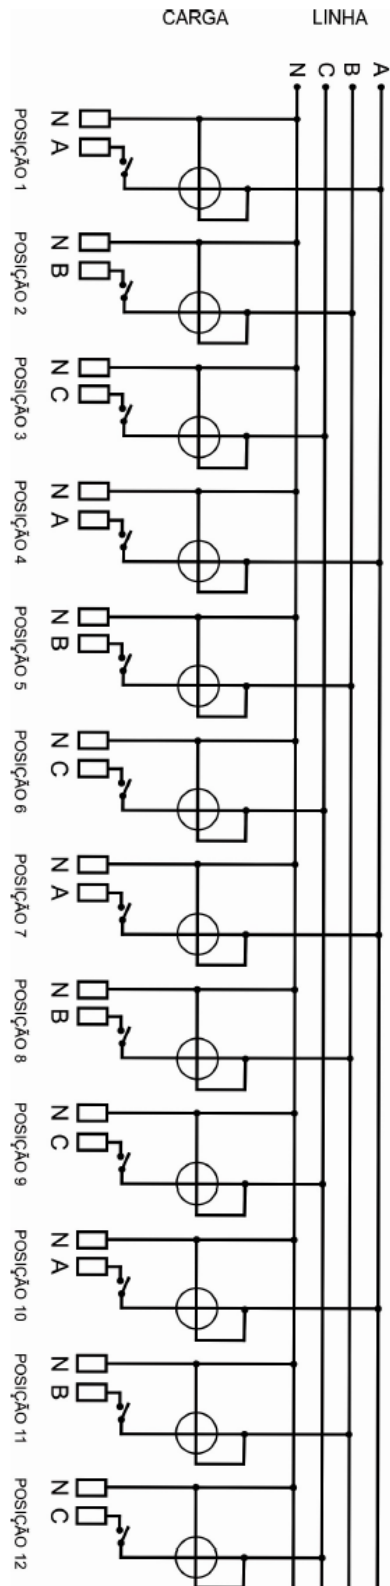 CARGA LINHA
N C B A
N A
POSIÇÃO 1
N B
POSIÇÃO 2
N C
POSIÇÃO 3
N A
POSIÇÃO 4
N B
POSIÇÃO 5
N C
POSIÇÃO 6
N A
POSIÇÃO 7
N B
POSIÇÃO 8
N C
POSIÇÃO 9
N A
POSIÇÃO 10
N B
POSIÇÃO 11
N C
POSIÇÃO 12